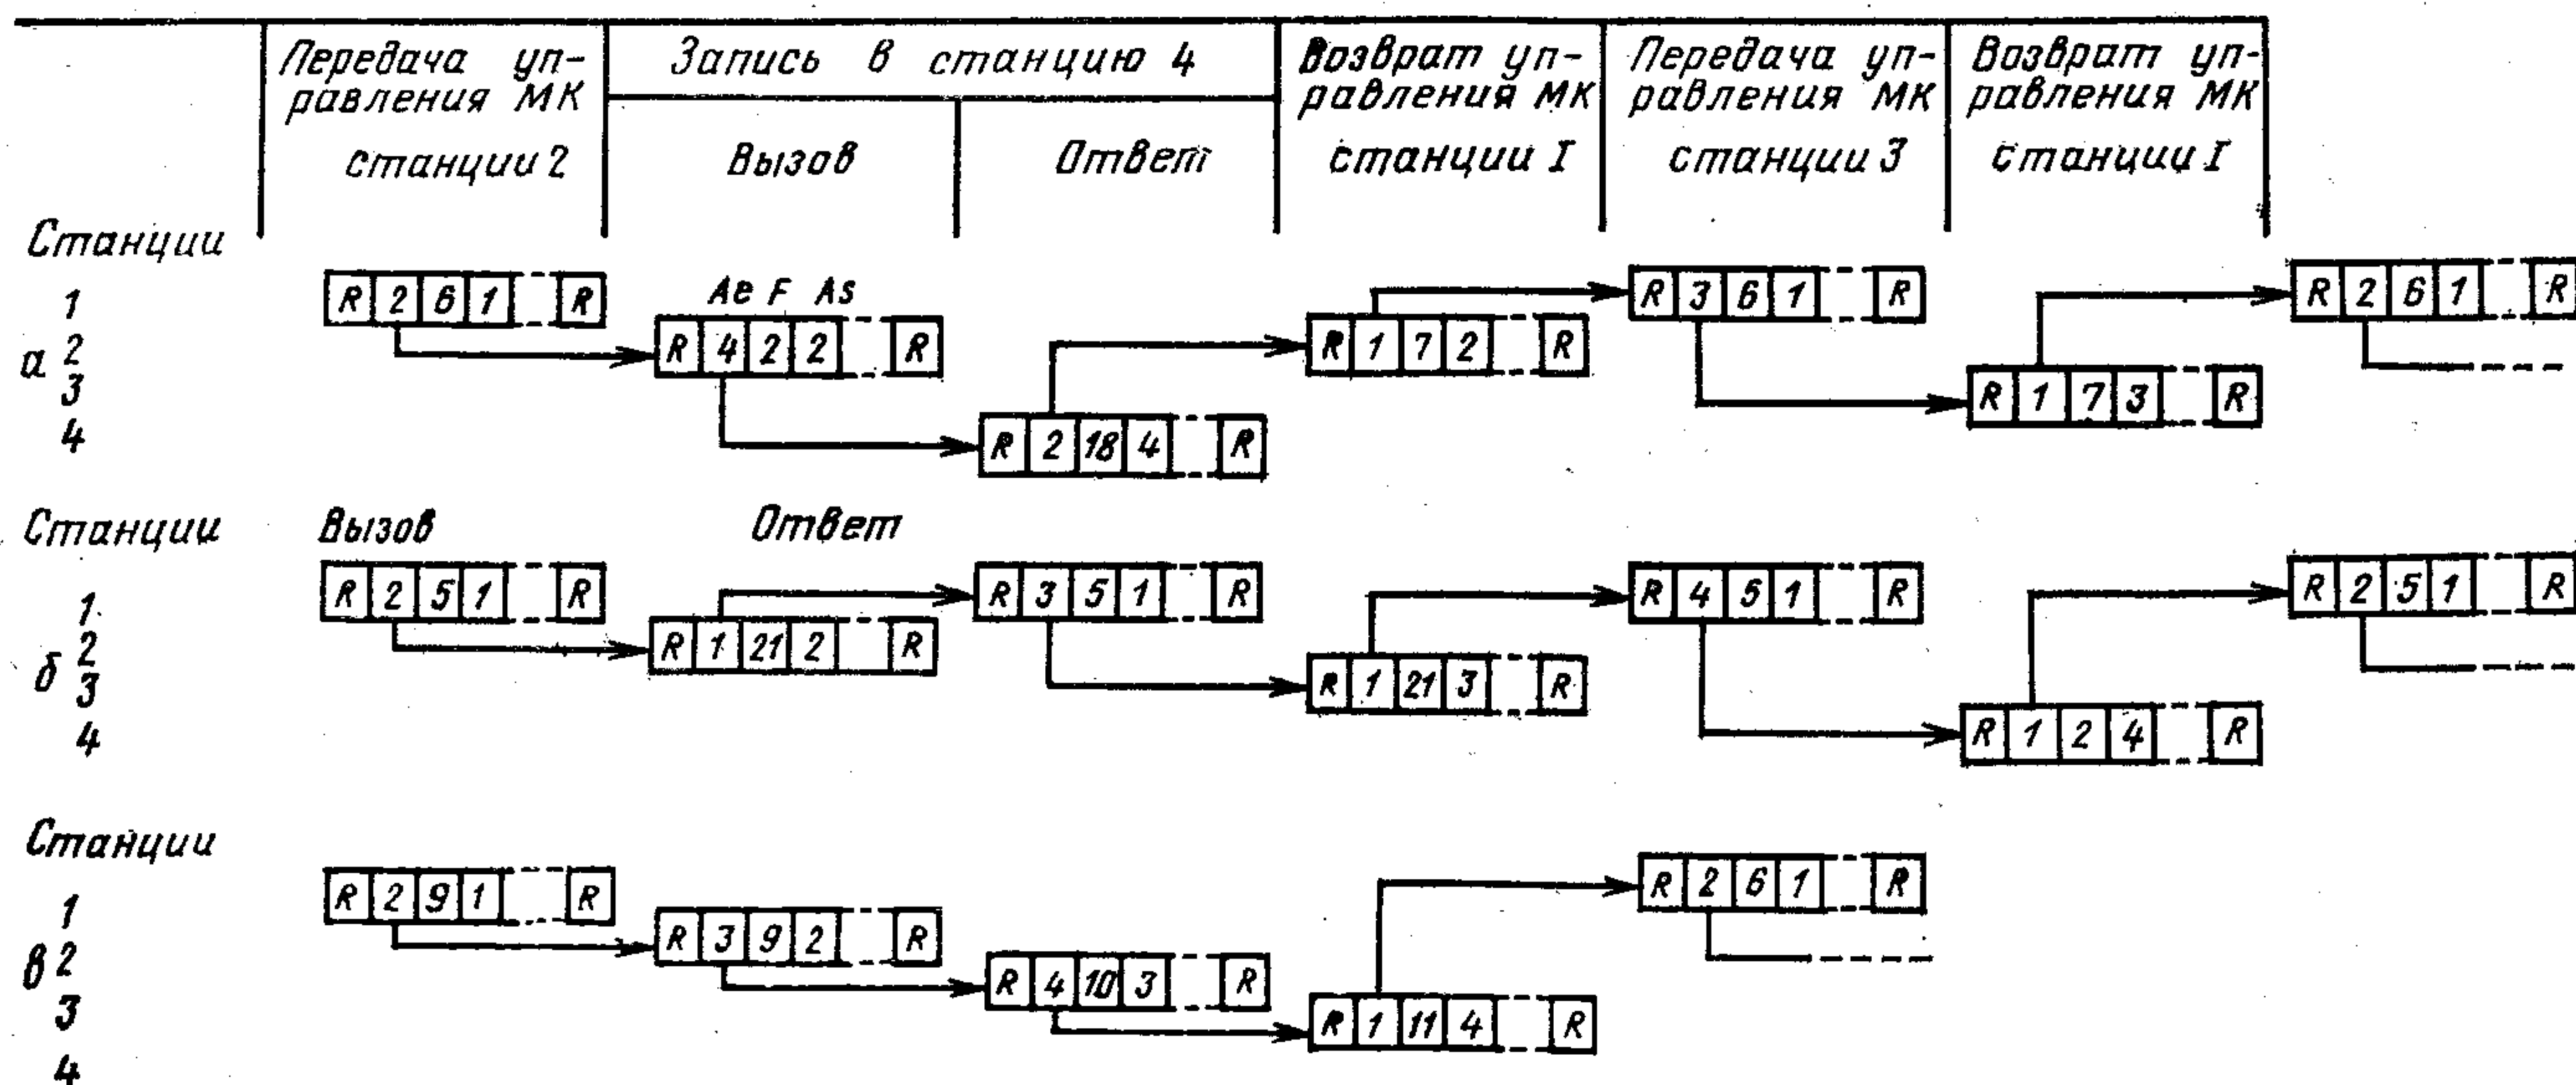 Передача уп-
равления МК
станции 2
Запись в станцию 4
Вызов
Ответ
Возврат уп-
равления МК
станции I
Передача уп-
равления МК
станции 3
Возврат уп-
равления МК
станции I
Станции
1
а 2
3
4
R 2 6 1 R
Ae F As
R 4 2 2 R
R 2 18 4 R
R 1 7 2 R
R 3 6 1 R
R 1 7 3 R
R 2 6 1 R
Станции
1
б 2
3
4
Вызов
Ответ
R 2 5 1 R
R 1 21 2 R
R 3 5 1 R
R 1 21 3 R
R 4 5 1 R
R 1 2 4 R
R 2 5 1 R
Станции
1
в 2
3
4
R 2 9 1 R
R 3 9 2 R
R 4 10 3 R
R 1 11 4 R
R 2 6 1 R